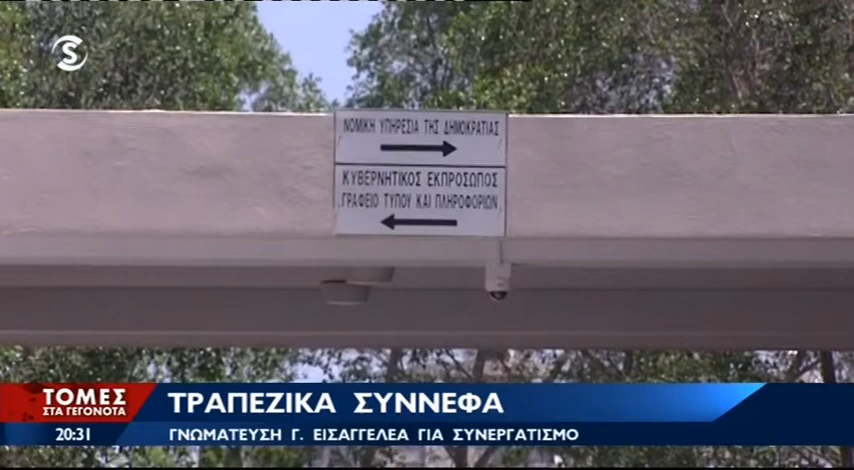 S
ΝΟΜΙΚΗ ΥΠΗΡΕΣΙΑ ΤΗΣ ΔΗΜΟΚΡΑΤΙΑΣ
ΚΥΒΕΡΝΗΤΙΚΟΣ ΕΚΠΡΟΣΩΠΟΣ
ΓΡΑΦΕΙΟ ΤΥΠΟΥ ΚΑΙ ΠΛΗΡΟΦΟΡΙΩΝ
ΤΟΜΕΣ
ΣΤΑ ΓΕΓΟΝΟΤΑ
ΤΡΑΠΕΖΙΚΑ ΣΥΝΝΕΦΑ
20:31
ΓΝΩΜΑΤΕΥΣΗ Γ. ΕΙΣΑΓΓΕΛΕΑ ΓΙΑ ΣΥΝΕΡΓΑΤΙΣΜΟ